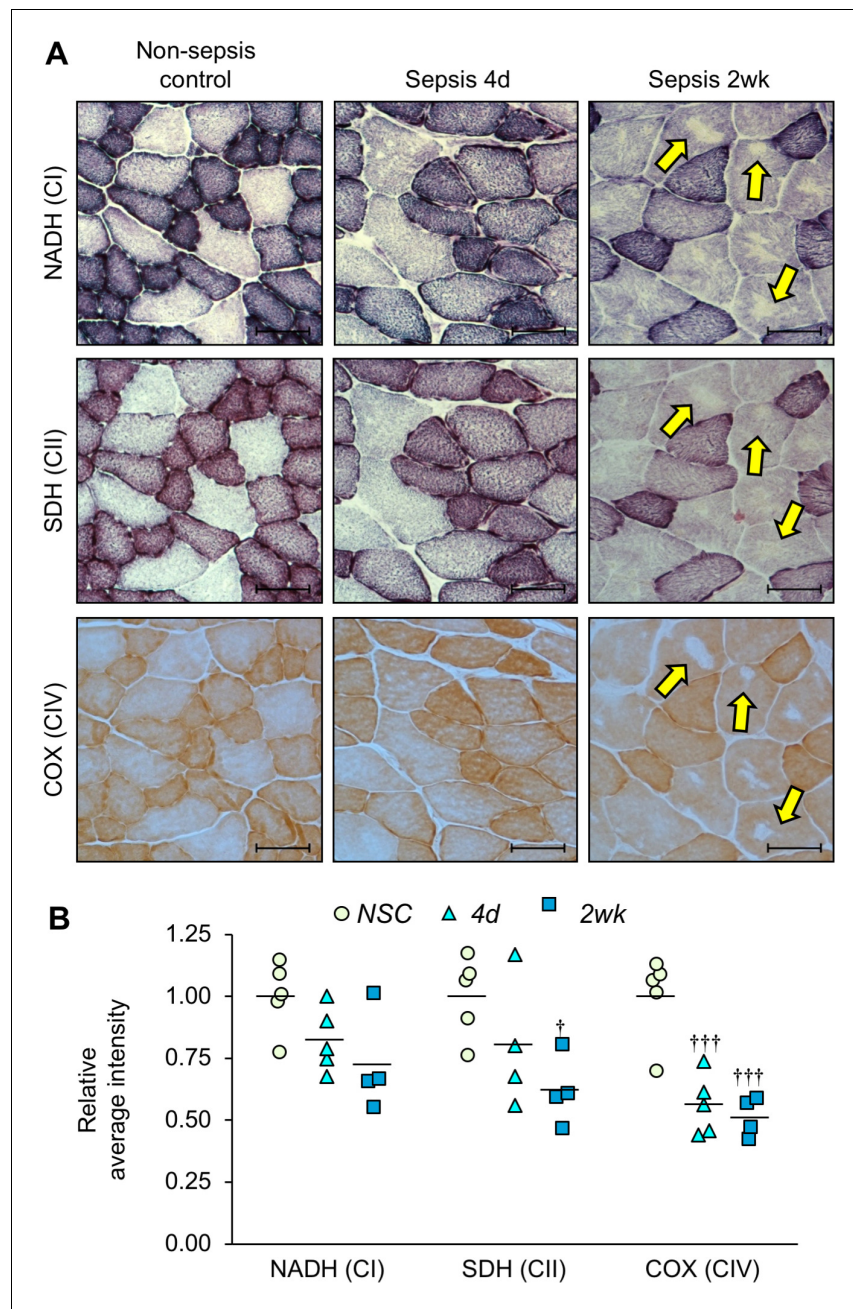 A
Non-sepsis
control
Sepsis 4d
Sepsis 2wk
NADH (CI)
SDH (CII)
COX (CIV)
B
NSC 4d 2wk
Relative
average intensity
1.25
1.00
0.75
0.50
0.25
0.00
†
†††
†††
NADH (CI)
SDH (CII)
COX (CIV)